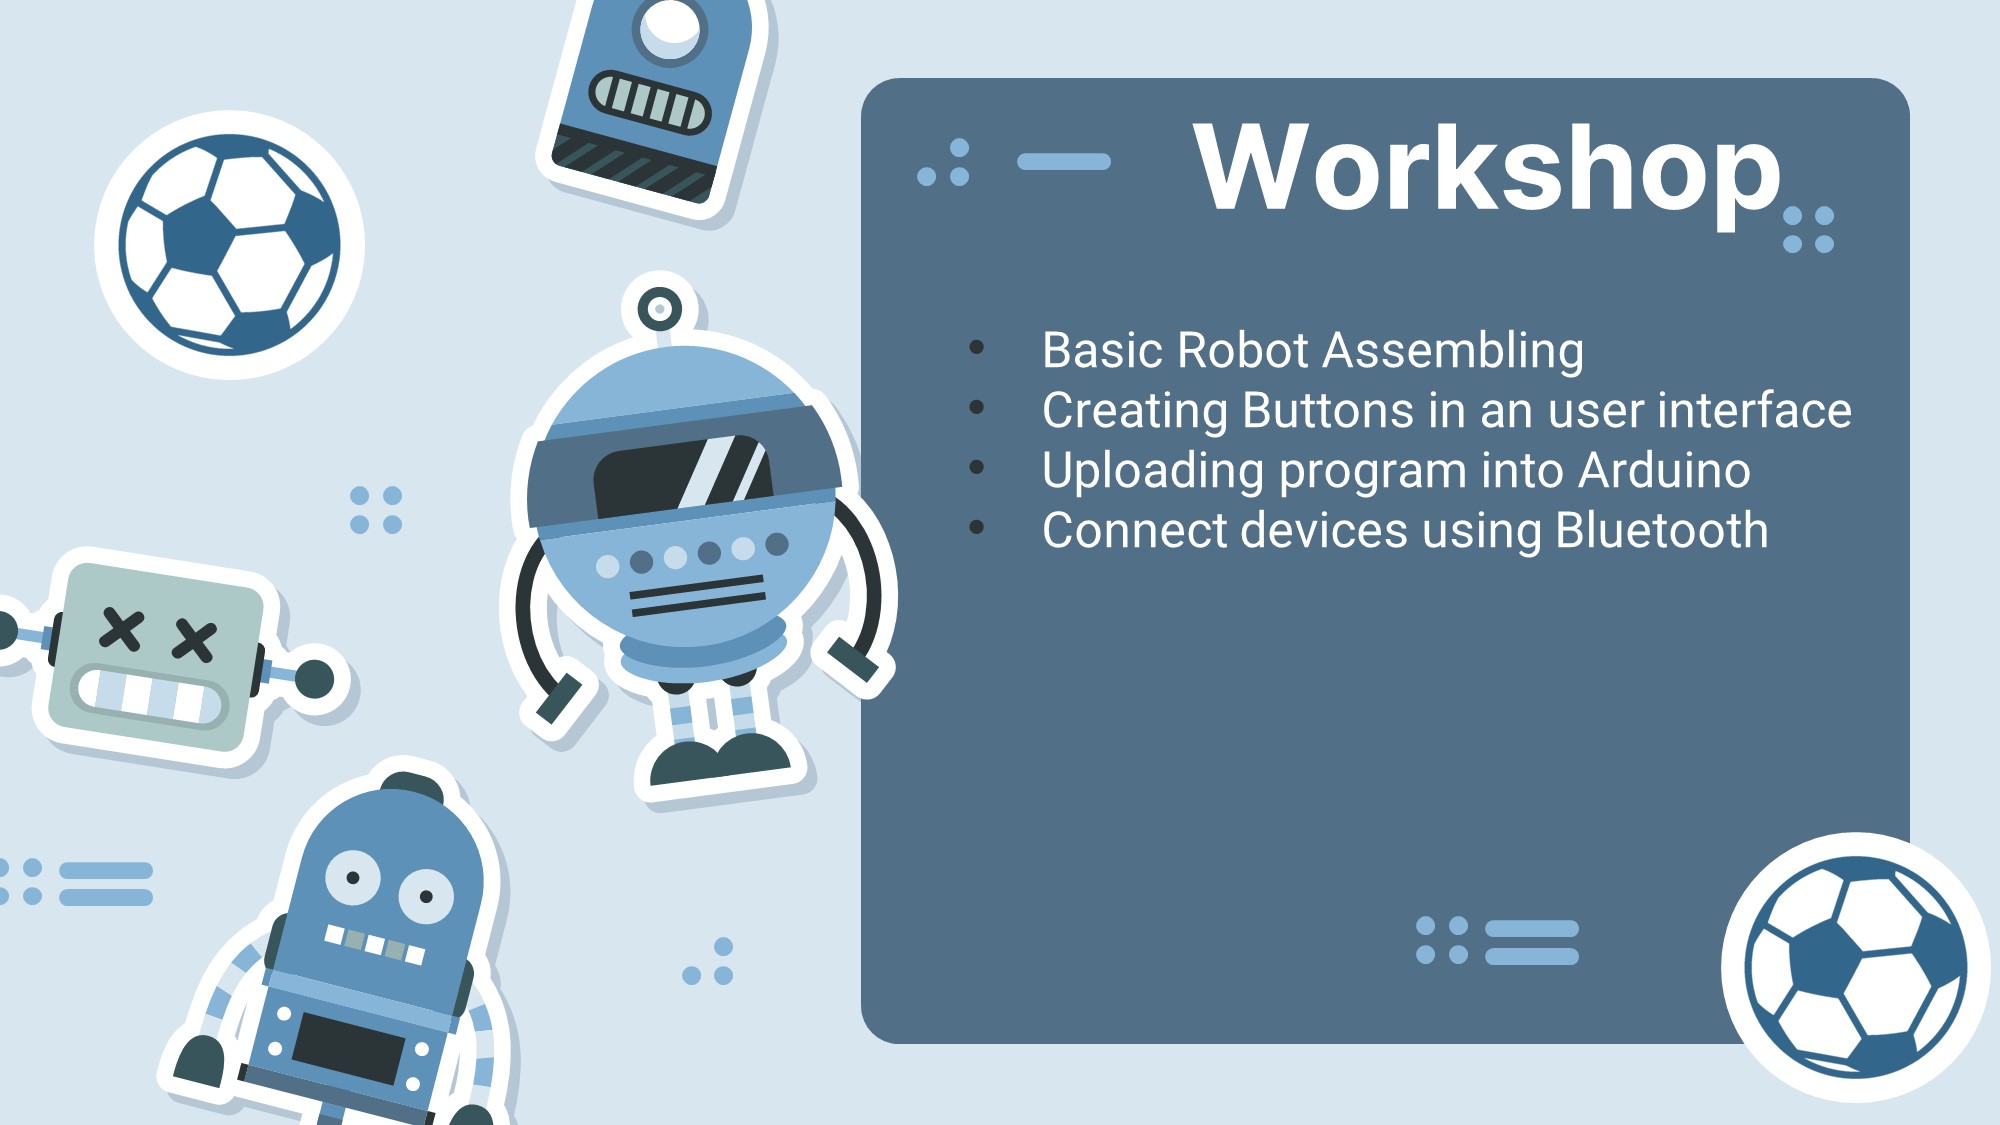 Workshop
• Basic Robot Assembling
• Creating Buttons in an user interface
• Uploading program into Arduino
• Connect devices using Bluetooth